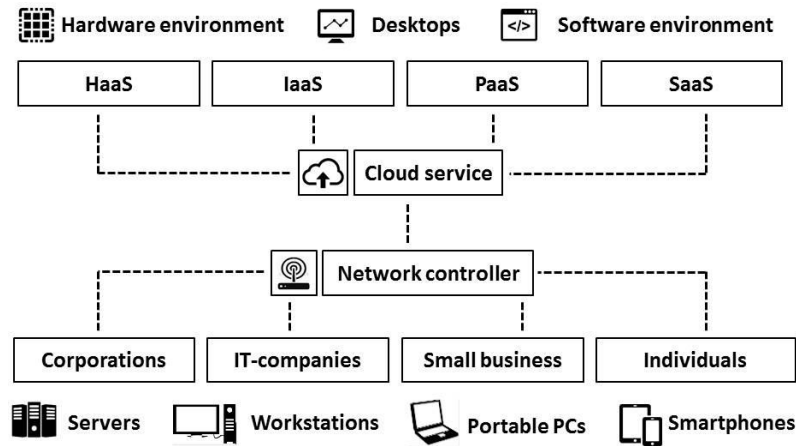 Hardware environment Desktops Software environment
HaaS IaaS PaaS SaaS
Cloud service
Network controller
Corporations IT-companies Small business Individuals
Servers Workstations Portable PCs Smartphones